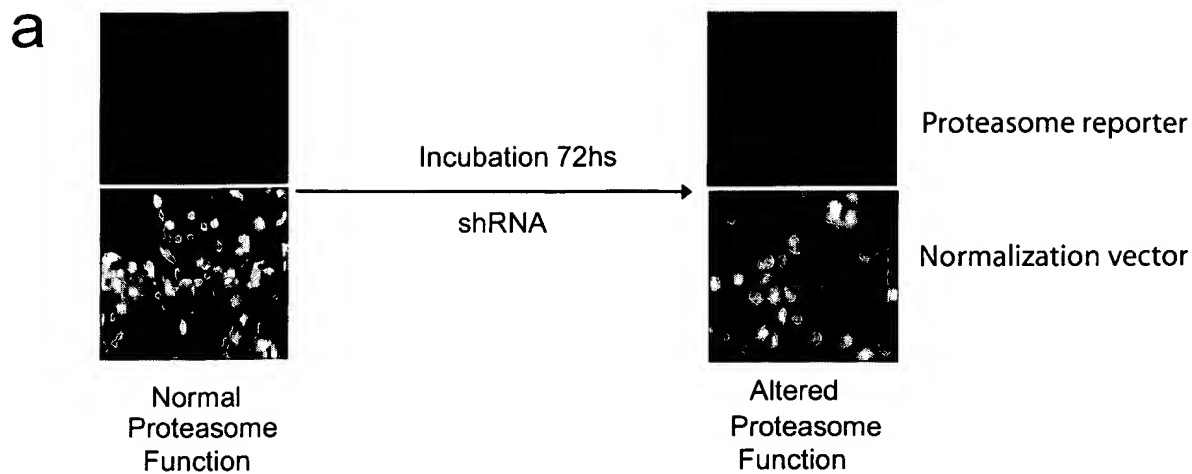 a
Proteasome reporter
Incubation 72hs
shRNA
Normalization vector
Normal
Proteasome
Function
Altered
Proteasome
Function